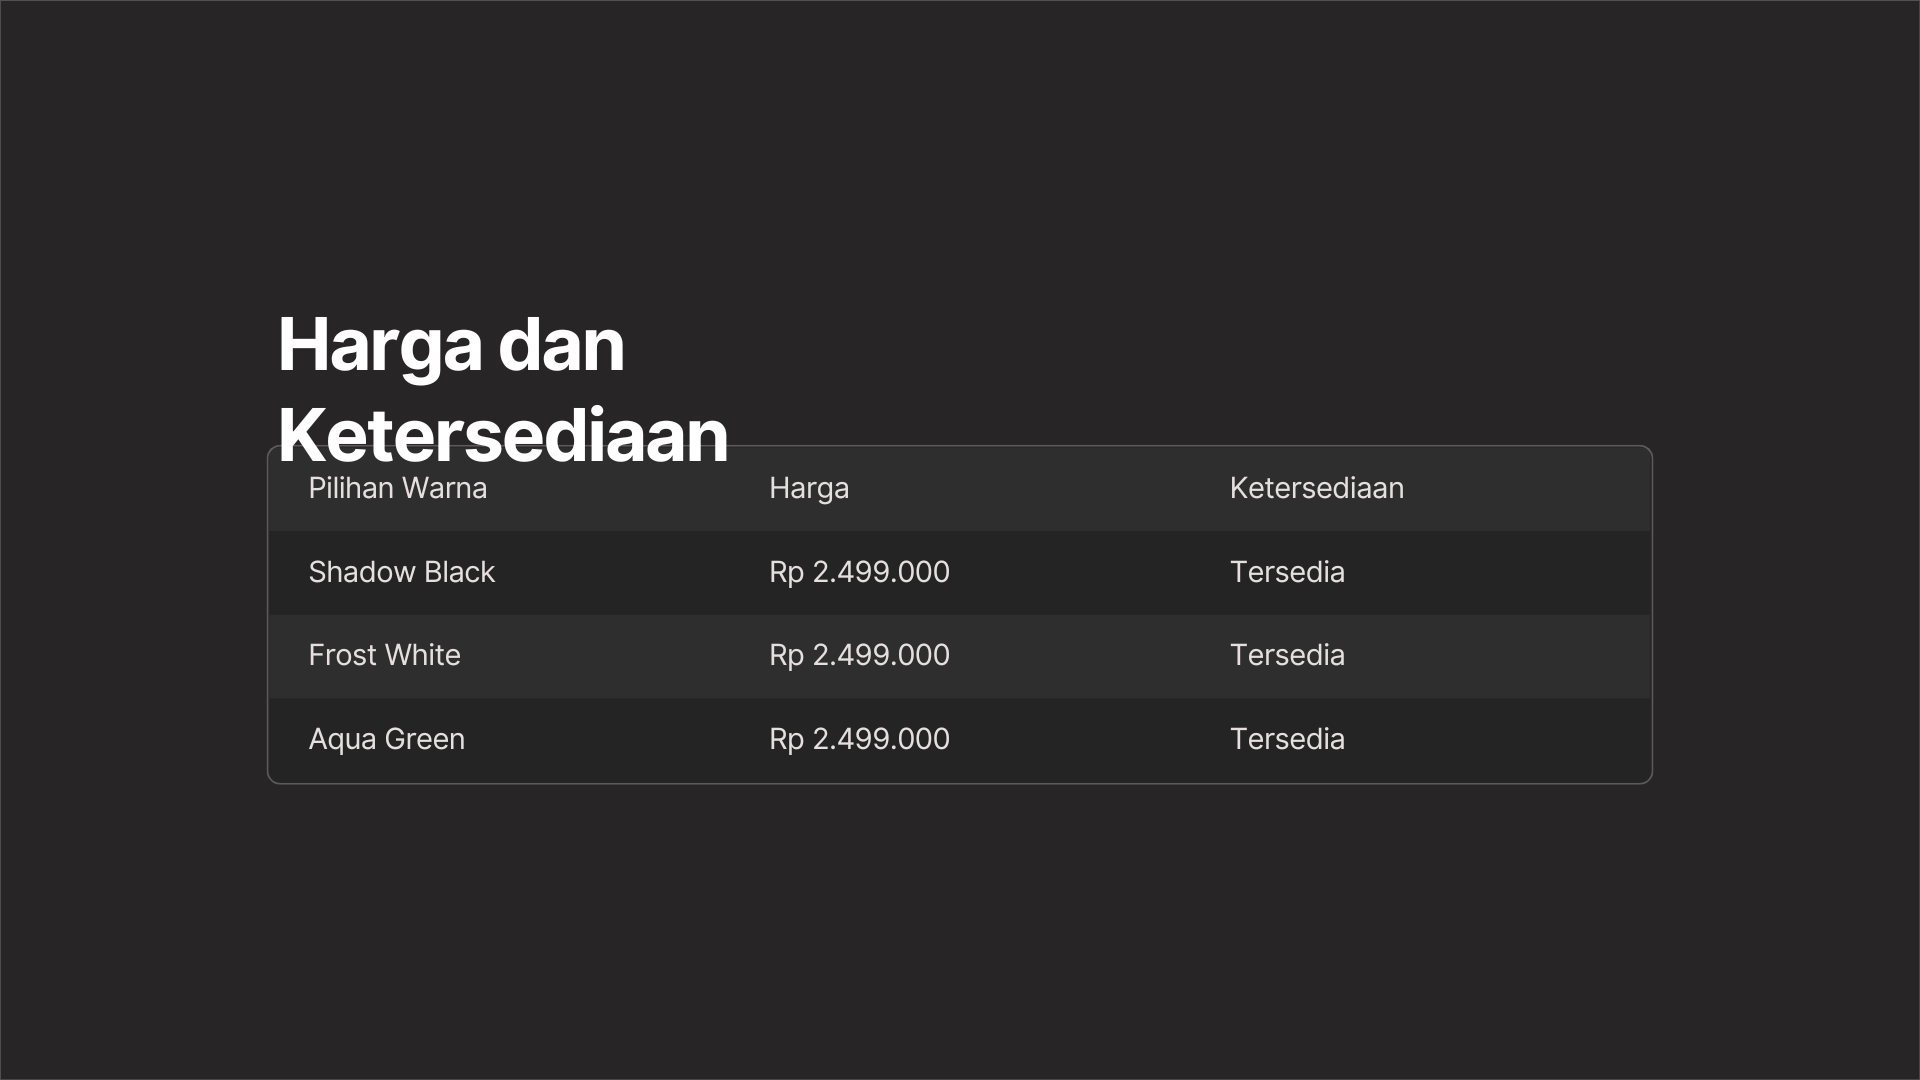 Harga dan
Ketersediaan
Pilihan Warna Harga Ketersediaan
Shadow Black Rp 2.499.000 Tersedia
Frost White Rp 2.499.000 Tersedia
Aqua Green Rp 2.499.000 Tersedia